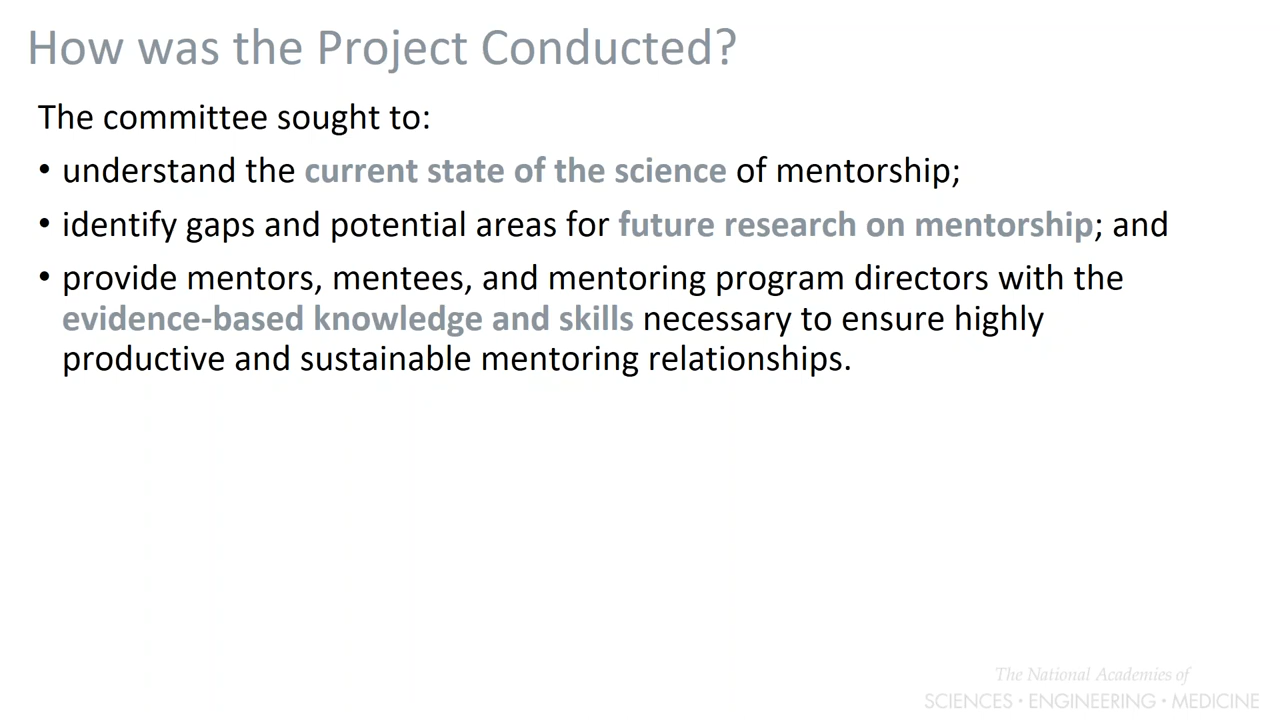 How was the Project Conducted?
The committee sought to:
• understand the current state of the science of mentorship;
• identify gaps and potential areas for future research on mentorship; and
• provide mentors, mentees, and mentoring program directors with the
evidence-based knowledge and skills necessary to ensure highly
productive and sustainable mentoring relationships.
The National Academies of
SCIENCES • ENGINEERING • MEDICINE